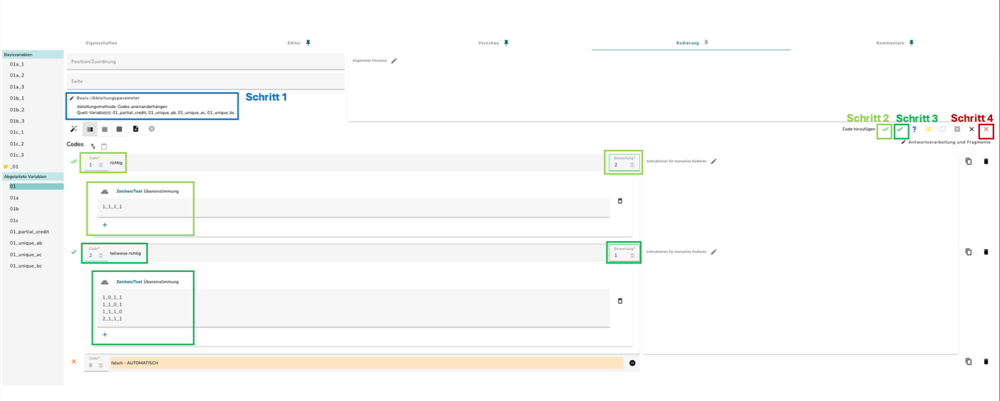 Eigenschaften
Editor
Vorschau
Kodierung
Kommentare
Basisvariablen
01a_1
01a_2
01a_3
01b_1
01b_2
01b_3
01c_1
01c_2
01c_3
_01
Abgeleitete Variablen
01
01a
01b
01c
01_partial_credit
01_unique_ab
01_unique_ac
01_unique_bc
Position/Zuordnung
Seite
Allgemeine Hinweise
Basis-/Ableitungsparameter
Ableitungsmethode: Codes aneinanderhängen
Quell-Variable(n): 01_partial_credit, 01_unique_ab, 01_unique_ac, 01_unique_bc
Schritt 1
Schritt 2
Schritt 3
Schritt 4
Code hinzufügen
?
Antwortverarbeitung und Fragmente
Codes
Code*
1
richtig
Bewertung*
2
Instruktionen für manuelles Kodieren
Zeichen/Text Übereinstimmung
1_1_1_1
+
Code*
2
teilweise richtig
Bewertung*
1
Instruktionen für manuelles Kodieren
Zeichen/Text Übereinstimmung
1_0_1_1
1_1_0_1
1_1_1_0
2_1_1_1
+
Code*
0
falsch - AUTOMATISCH